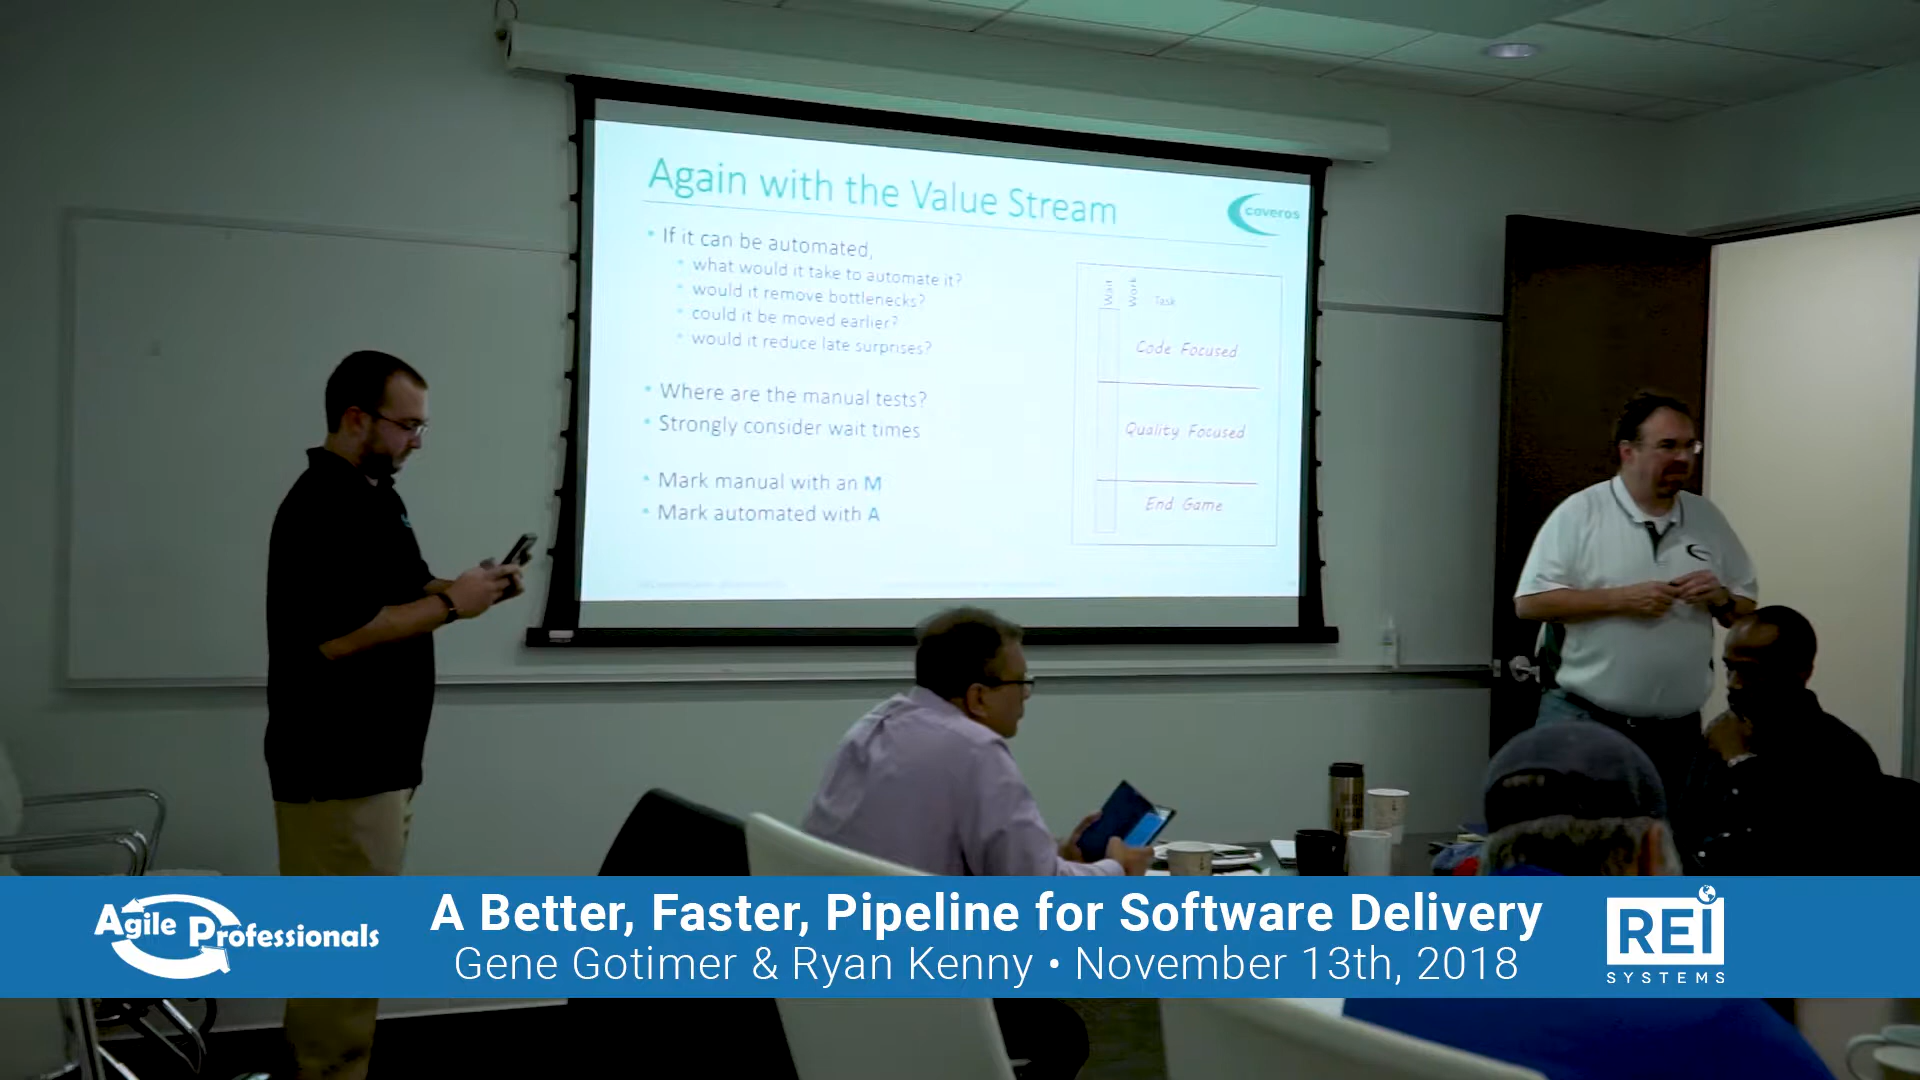 Again with the Value Stream
coveros
If it can be automated,
what would it take to automate it?
would it remove bottlenecks?
could it be moved earlier?
would it reduce late surprises?
Where are the manual tests?
Strongly consider wait times
Mark manual with an M
Mark automated with A
Wait
Work
Task
Code Focused
Quality Focused
End Game
Agile Professionals
A Better, Faster, Pipeline for Software Delivery
Gene Gotimer & Ryan Kenny • November 13th, 2018
REI
SYSTEMS